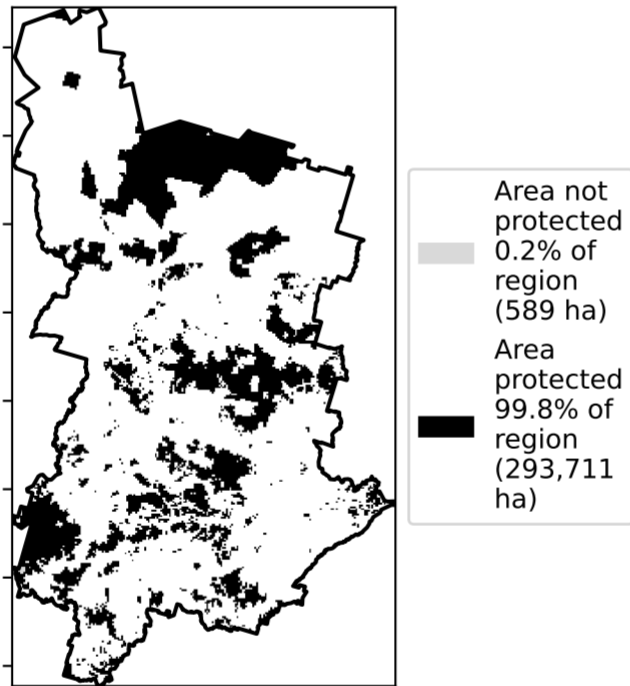 Area not
protected
0.2% of
region
(589 ha)
Area
protected
99.8% of
region
(293,711
ha)